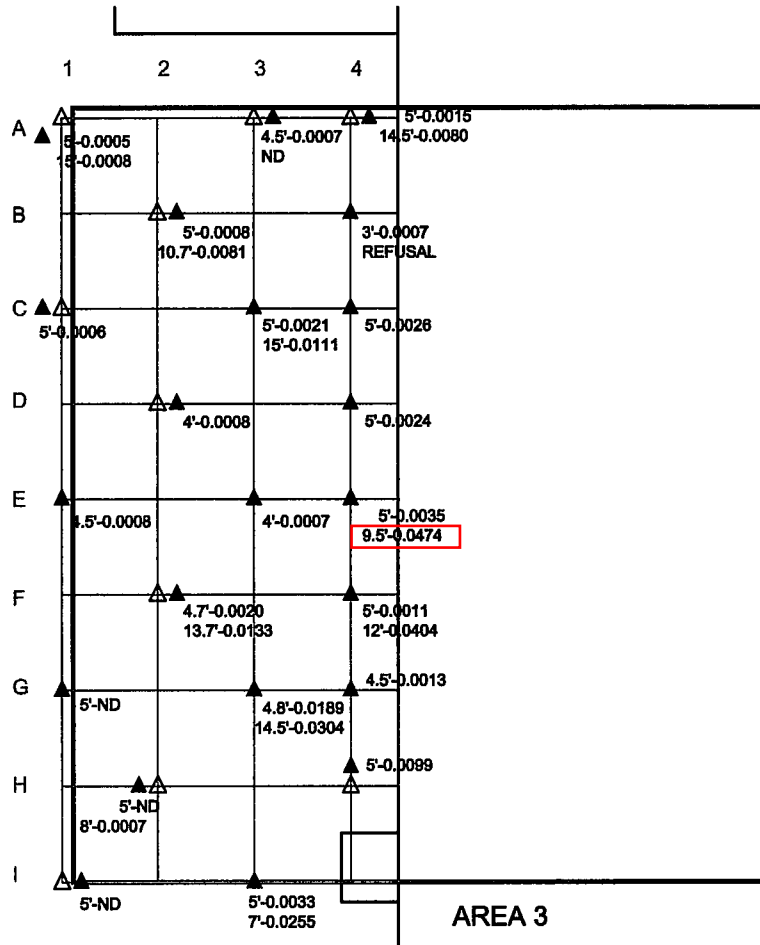 1 2 3 4
A
5-0.0005
15'-0.0008
4.5'-0.0007
ND
5'-0.0015
14.5'-0.0080
B
5'-0.0008
10.7'-0.0081
3'-0.0007
REFUSAL
C
5'-0.0006
5'-0.0021
15'-0.0111
5'-0.0026
D
4'-0.0008
5'-0.0024
E
4.5'-0.0008
4'-0.0007
5'-0.0035
9.5'-0.0474
F
4.7'-0.0020
13.7'-0.0133
5'-0.0011
12'-0.0404
G
5'-ND
4.8'-0.0189
14.5'-0.0304
4.5'-0.0013
5'-0.0099
H
5'-ND
8'-0.0007
I
5'-ND
5'-0.0033
7'-0.0255
AREA 3